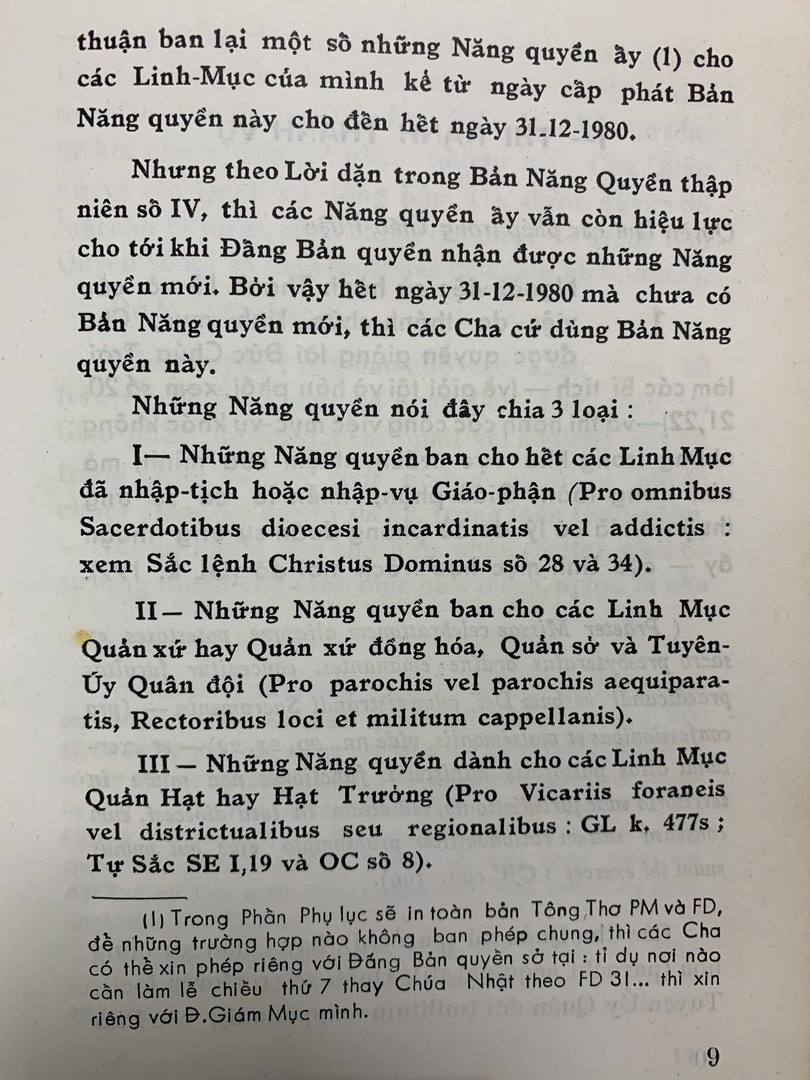 thuận ban lại một số những Năng quyền ấy (1) cho
các Linh-Mục của mình kể từ ngày cấp phát Bản
Năng quyền này cho đến hết ngày 31-12-1980.
Nhưng theo Lời dặn trong Bản Năng Quyền thập
niên số IV, thì các Năng quyền ấy vẫn còn hiệu lực
cho tới khi Đấng Bản quyền nhận được những Năng
quyền mới. Bởi vậy hết ngày 31-12-1980 mà chưa có
Bản Năng quyền mới, thì các Cha cứ dùng Bản Năng
quyền này.
Những Năng quyền nói đây chia 3 loại :
I— Những Năng quyền ban cho hết các Linh Mục
đã nhập-tịch hoặc nhập-vụ Giáo-phận (Pro omnibus
Sacerdotibus dioecesi incardinatis vel addictis :
xem Sắc lệnh Christus Dominus số 28 và 34).
II — Những Năng quyền ban cho các Linh Mục
Quản xứ hay Quản xứ đồng hóa, Quản sở và Tuyên-
Úy Quân đội (Pro parochis vel parochis aequipara-
tis, Rectoribus loci et militum cappellanis).
III — Những Năng quyền dành cho các Linh Mục
Quản Hạt hay Hạt Trưởng (Pro Vicariis foraneis
vel districtualibus seu regionalibus : GL k. 477s ;
Tự Sắc SE I,19 và OC số 8).
(1) Trong Phần Phụ lục sẽ in toàn bản Tông Thơ PM và FD,
để những trường hợp nào không ban phép chung, thì các Cha
có thể xin phép riêng với Đấng Bản quyền sở tại : tỉ dụ nơi nào
cần làm lễ chiều thứ 7 thay Chúa Nhật theo FD 31... thì xin
riêng với Đ.Giám Mục mình.
9